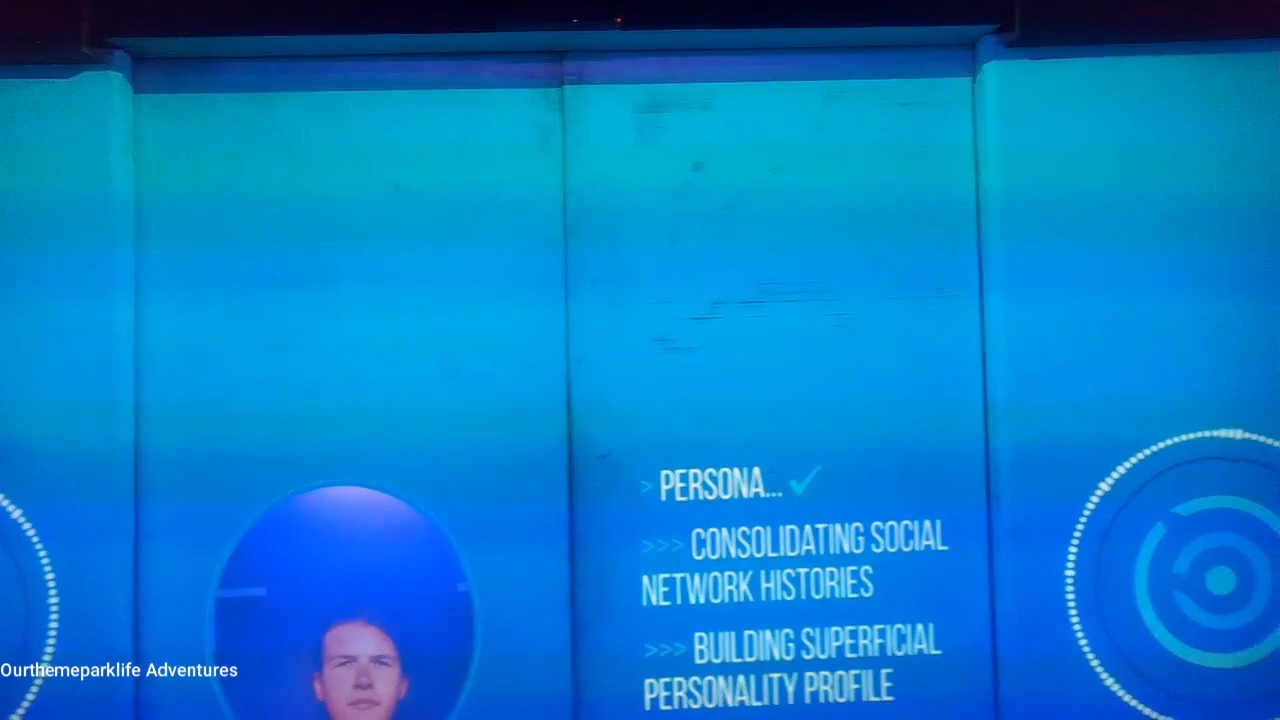 > PERSONA... ✓
>>> CONSOLIDATING SOCIAL
NETWORK HISTORIES
>>> BUILDING SUPERFICIAL
PERSONALITY PROFILE
Ourthemeparklife Adventures